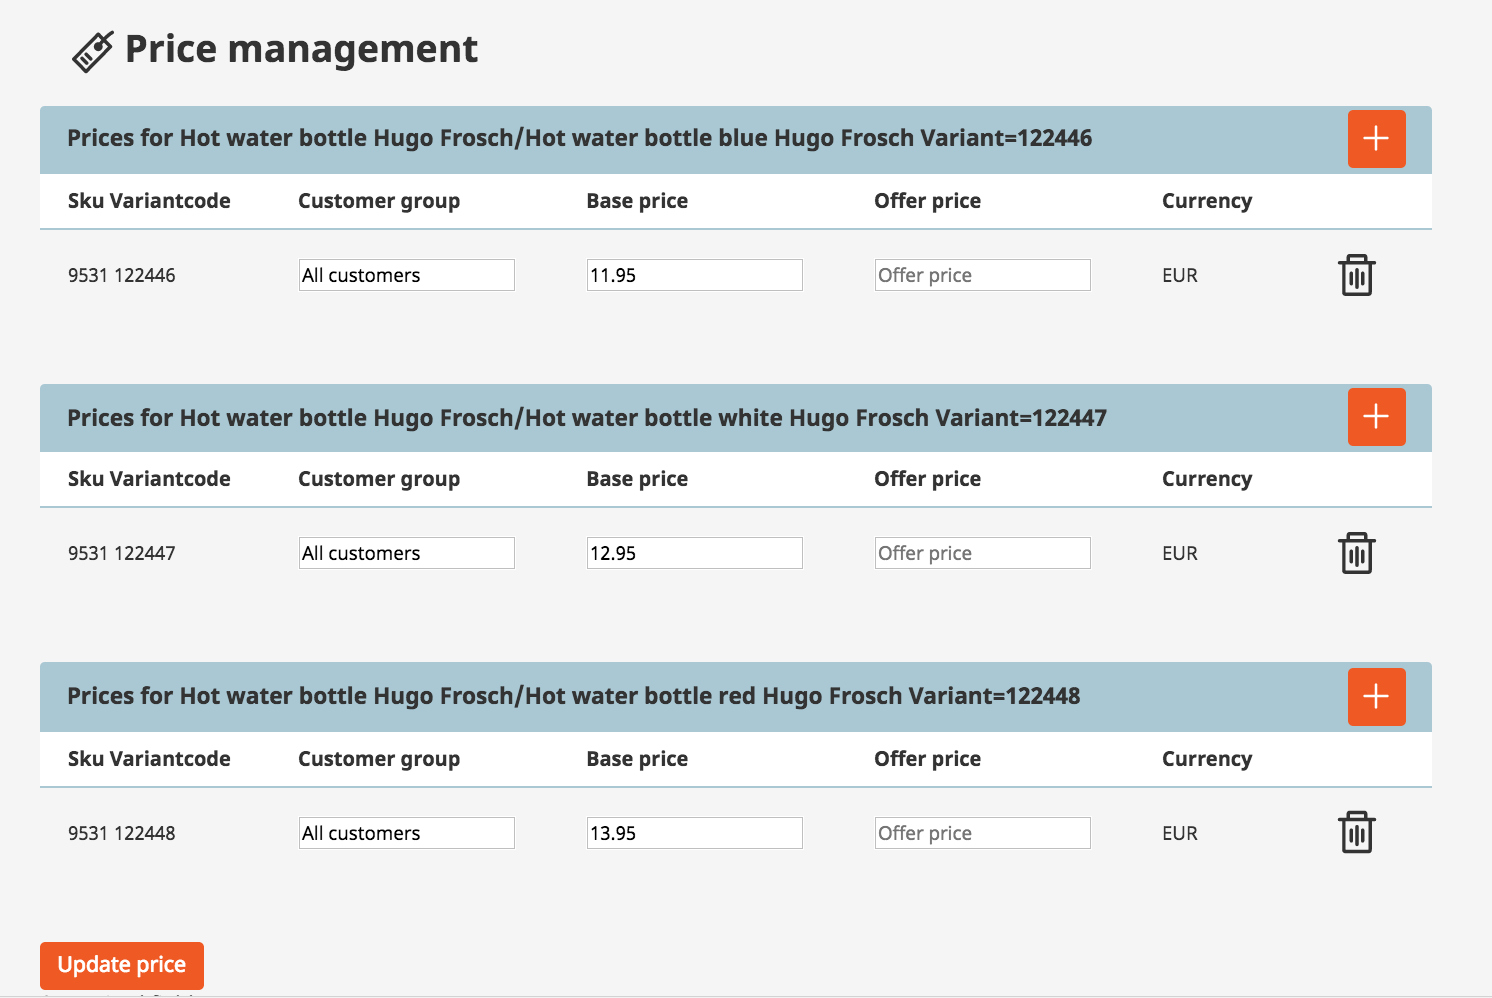 Price management
Prices for Hot water bottle Hugo Frosch/Hot water bottle blue Hugo Frosch Variant=122446
Sku Variantcode Customer group Base price Offer price Currency
9531 122446 All customers 11.95 Offer price EUR
Prices for Hot water bottle Hugo Frosch/Hot water bottle white Hugo Frosch Variant=122447
Sku Variantcode Customer group Base price Offer price Currency
9531 122447 All customers 12.95 Offer price EUR
Prices for Hot water bottle Hugo Frosch/Hot water bottle red Hugo Frosch Variant=122448
Sku Variantcode Customer group Base price Offer price Currency
9531 122448 All customers 13.95 Offer price EUR
Update price